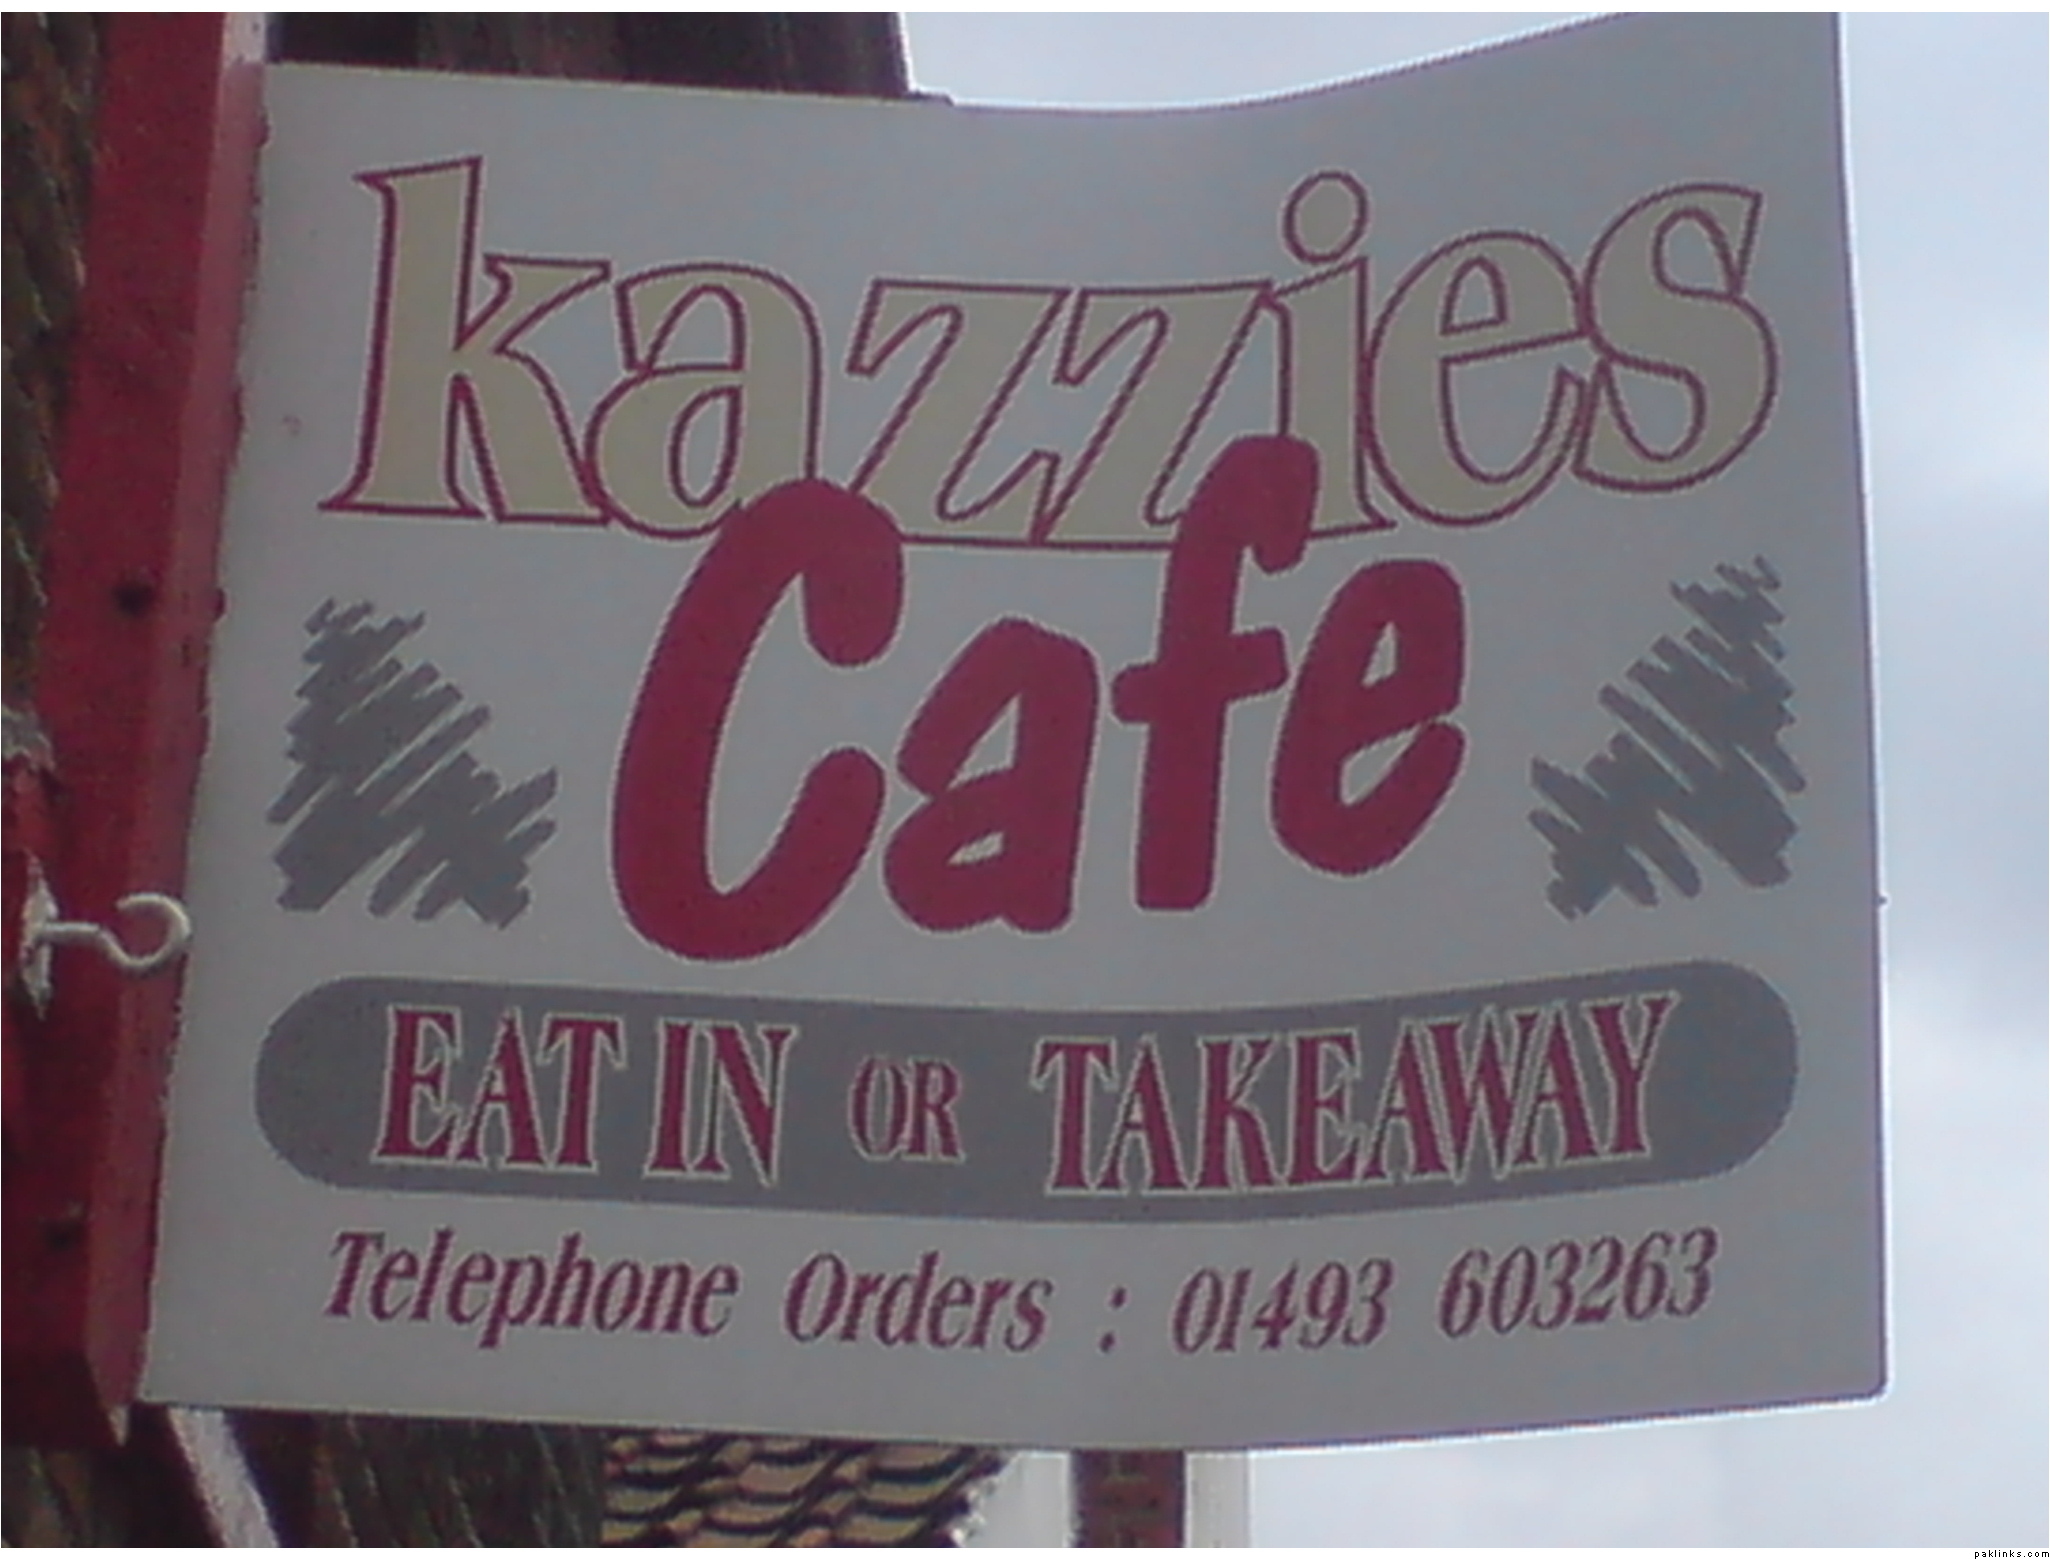 kazzies
Cafe
EAT IN OR TAKEAWAY
Telephone Orders : 01493 603263
paklinks.com